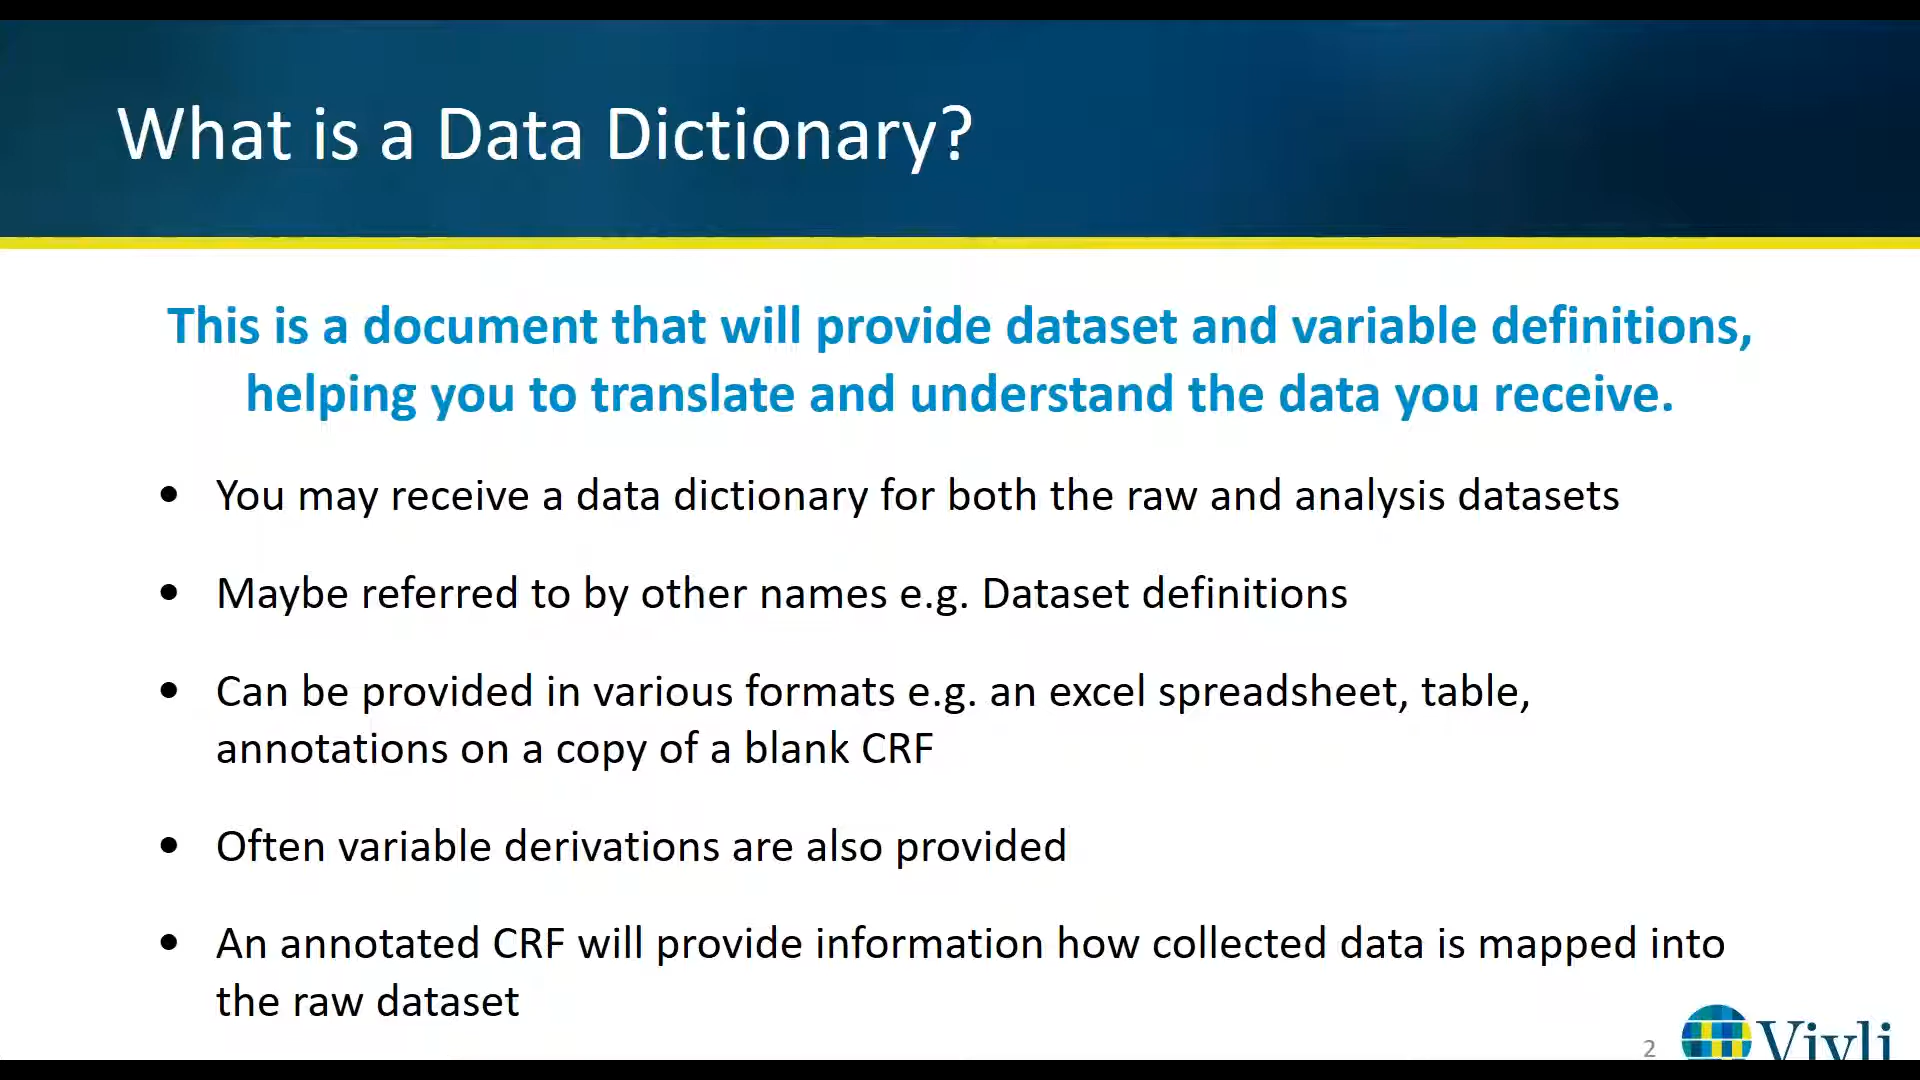 What is a Data Dictionary?
This is a document that will provide dataset and variable definitions,
helping you to translate and understand the data you receive.
• You may receive a data dictionary for both the raw and analysis datasets
• Maybe referred to by other names e.g. Dataset definitions
• Can be provided in various formats e.g. an excel spreadsheet, table,
annotations on a copy of a blank CRF
• Often variable derivations are also provided
• An annotated CRF will provide information how collected data is mapped into
the raw dataset
2
Vivli